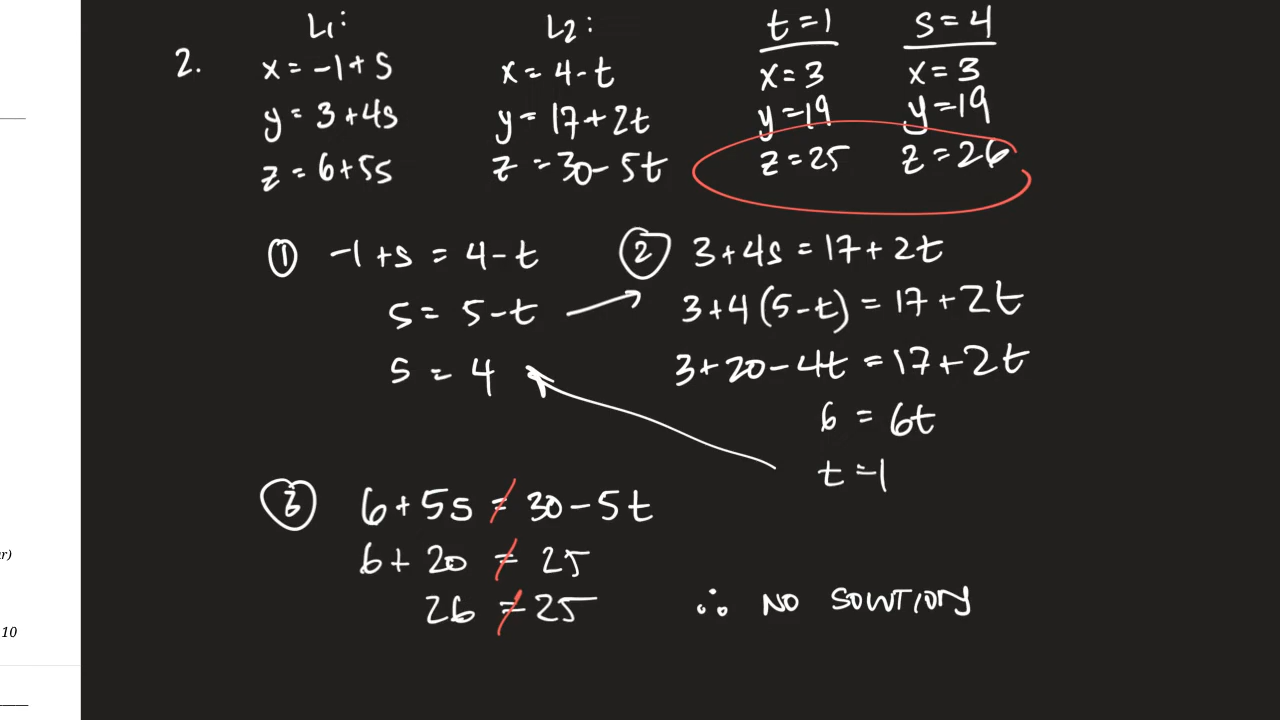 L1: L2: t = 1 s = 4
2. x = -1 + s x = 4 - t x = 3 x = 3
y = 3 + 4s y = 17 + 2t y = 19 y = 19
z = 6 + 5s z = 30 - 5t z = 25 z = 26
① -1 + s = 4 - t ② 3 + 4s = 17 + 2t
s = 5 - t 3 + 4(5 - t) = 17 + 2t
s = 4 3 + 20 - 4t = 17 + 2t
6 = 6t
t = 1
③ 6 + 5s ≠ 30 - 5t
6 + 20 ≠ 25
26 ≠ 25 ∴ NO SOLUTION
ar)
10